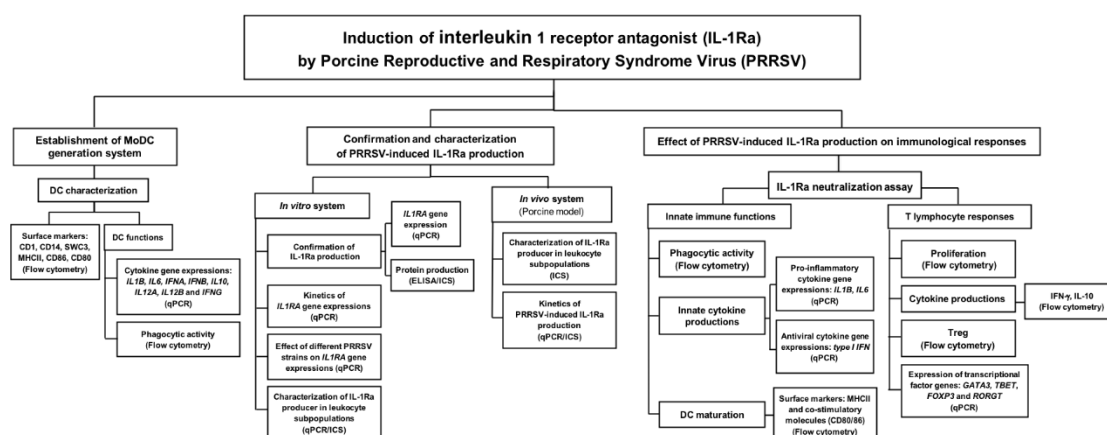 Induction of interleukin 1 receptor antagonist (IL-1Ra)
by Porcine Reproductive and Respiratory Syndrome Virus (PRRSV)
Establishment of MoDC
generation system
DC characterization
Surface markers:
CD1, CD14, SWC3,
MHCII, CD86, CD80
(Flow cytometry)
DC functions
Cytokine gene expressions:
IL1B, IL6, IFNA, IFNB, IL10,
IL12A, IL12B and IFNG
(qPCR)
Phagocytic activity
(Flow cytometry)
Confirmation and characterization
of PRRSV-induced IL-1Ra production
In vitro system
Confirmation of
IL-1Ra production
IL1RA gene
expression
(qPCR)
Protein production
(ELISA/ICS)
Kinetics of
IL1RA gene expressions
(qPCR)
Effect of different PRRSV
strains on IL1RA gene
expressions (qPCR)
Characterization of IL-1Ra
producer in leukocyte
subpopulations
(qPCR/ICS)
In vivo system
(Porcine model)
Characterization of IL-1Ra
producer in leukocyte
subpopulations
(ICS)
Kinetics of
PRRSV-induced IL-1Ra
production
(qPCR/ICS)
Effect of PRRSV-induced IL-1Ra production on immunological responses
IL-1Ra neutralization assay
Innate immune functions
Phagocytic activity
(Flow cytometry)
Innate cytokine
productions
Pro-inflammatory
cytokine gene
expressions: IL1B, IL6
(qPCR)
Antiviral cytokine gene
expressions: type I IFN
(qPCR)
DC maturation
Surface markers: MHCII
and co-stimulatory
molecules (CD80/86)
(Flow cytometry)
T lymphocyte responses
Proliferation
(Flow cytometry)
Cytokine productions
IFN-γ, IL-10
(Flow cytometry)
Treg
(Flow cytometry)
Expression of transcriptional
factor genes: GATA3, TBET,
FOXP3 and RORGT
(qPCR)